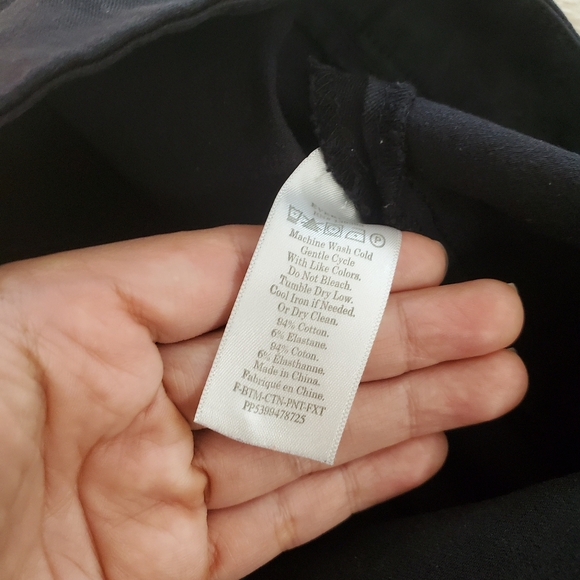 Machine Wash Cold
Gentle Cycle
With Like Colors.
Do Not Bleach.
Tumble Dry Low.
Cool Iron if Needed.
Or Dry Clean.
94% Cotton.
6% Elastane.
94% Coton.
6% Elasthanne.
Made in China.
Fabriqué en Chine.
F-BTM-CTN-PNT-FXT
PP5399478725